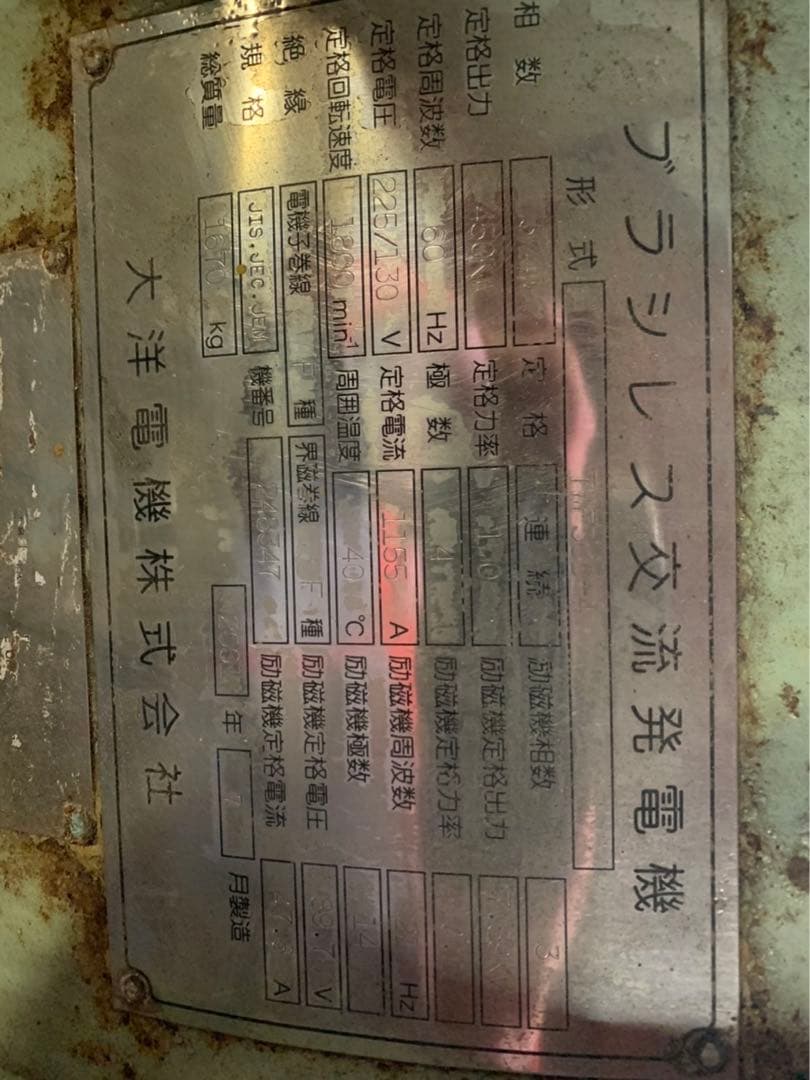 ブラシレス交流発電機
形式
相数 定格 連続 励磁機相数 3
定格出力 定格力率 励磁機定格出力
定格周波数 60 Hz 極数 4 励磁機定格力率
定格電圧 225/130 V 定格電流 1155 A 励磁機周波数 Hz
定格回転速度 1800 min-1 周囲温度 40 ℃ 励磁機極数 12
絶縁 電機子巻線 F 種 界磁巻線 F 種 励磁機定格電圧 V
規格 JIS.JEC.JEM 機番号 励磁機定格電流 A
総質量 1670 kg 年 7 月製造
大洋電機株式会社